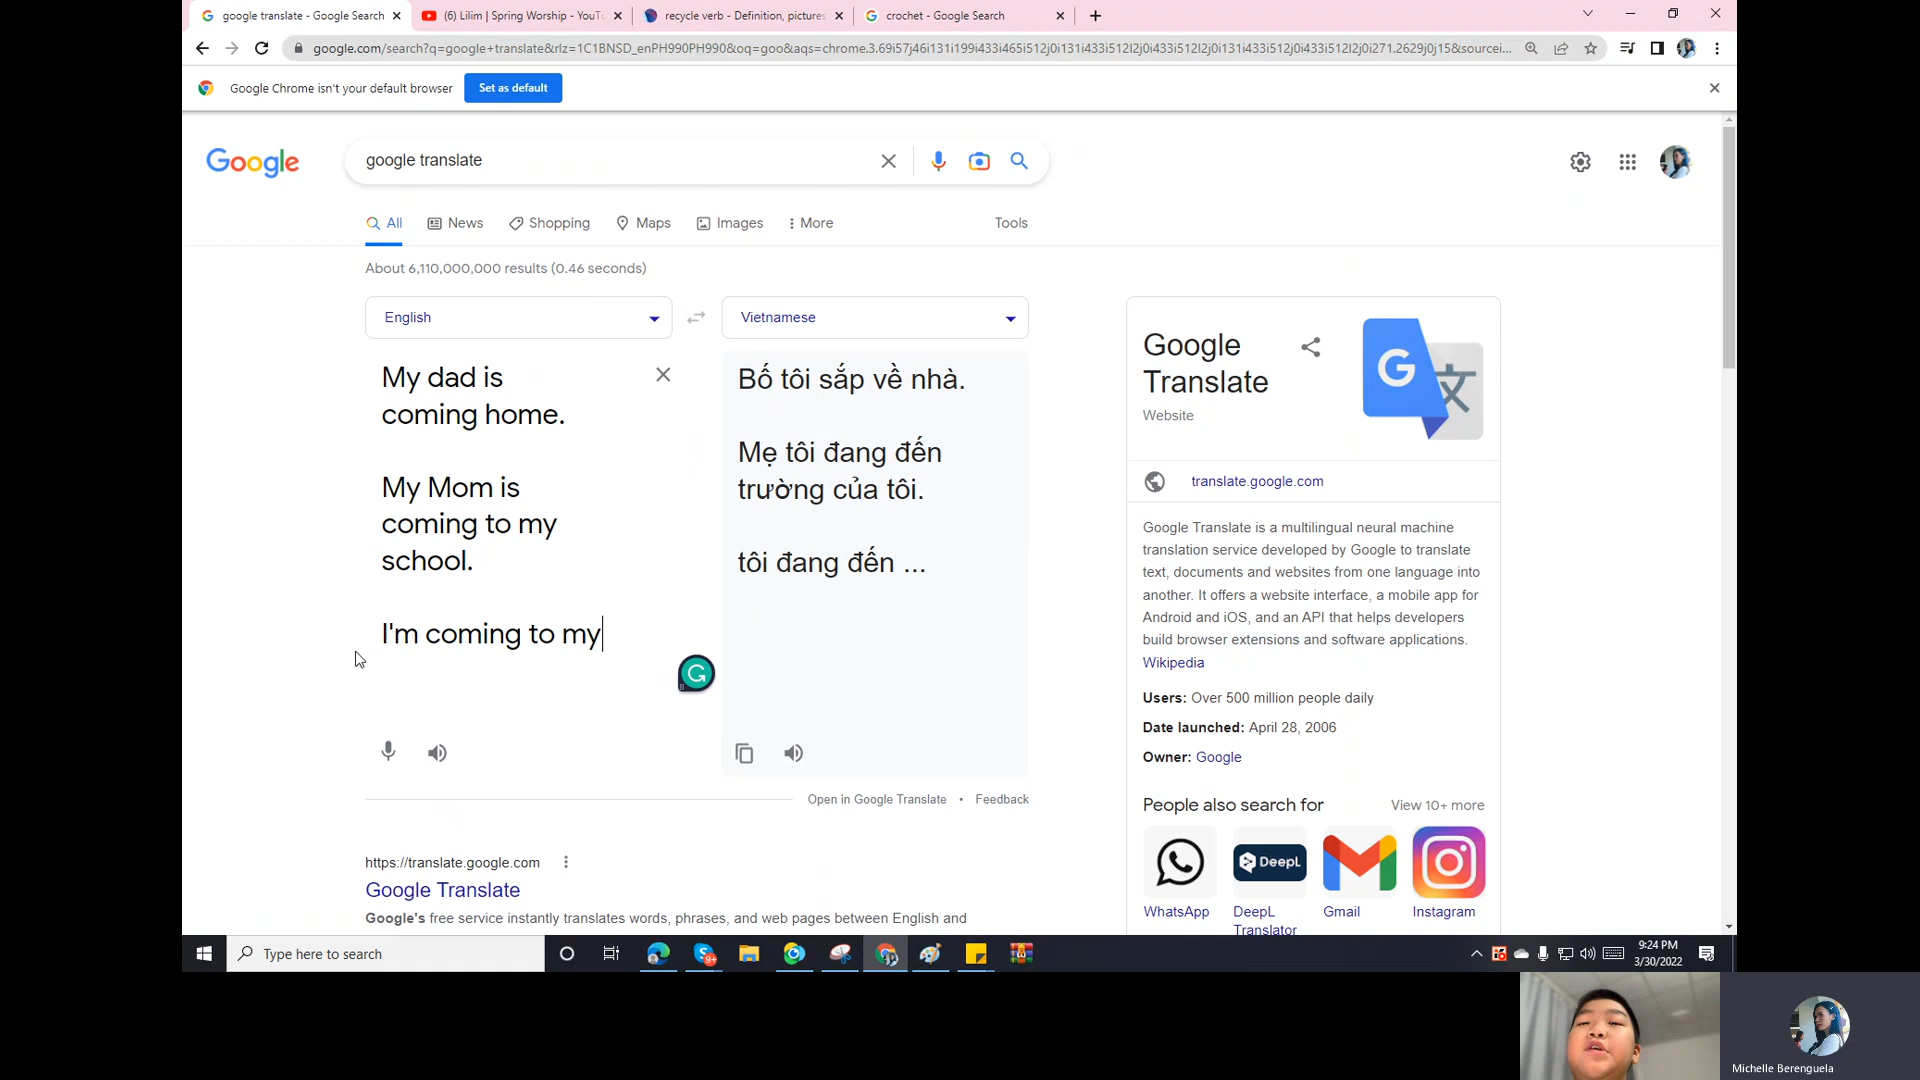 google translate - Google Search
(6) Lilim | Spring Worship - YouTu
recycle verb - Definition, pictures
crochet - Google Search
google.com/search?q=google+translate&rlz=1C1BNSD_enPH990PH990&oq=goo&aqs=chrome.3.69i57j46i131i199i433i465i512j0i131i433i512l2j0i433i512l2j0i131i433i512j0i433i512l2j0i271.2629j0j15&sourcei...
Google Chrome isn't your default browser
Set as default
Google
google translate
All
News
Shopping
Maps
Images
More
Tools
About 6,110,000,000 results (0.46 seconds)
English
Vietnamese
My dad is
coming home.
My Mom is
coming to my
school.
I'm coming to my
Bố tôi sắp về nhà.
Mẹ tôi đang đến
trường của tôi.
tôi đang đến ...
Open in Google Translate • Feedback
https://translate.google.com
Google Translate
Google's free service instantly translates words, phrases, and web pages between English and
Google
Translate
Website
translate.google.com
Google Translate is a multilingual neural machine
translation service developed by Google to translate
text, documents and websites from one language into
another. It offers a website interface, a mobile app for
Android and iOS, and an API that helps developers
build browser extensions and software applications.
Wikipedia
Users: Over 500 million people daily
Date launched: April 28, 2006
Owner: Google
People also search for
View 10+ more
DeepL
WhatsApp
DeepL
Translator
Gmail
Instagram
Type here to search
9:24 PM
3/30/2022
Michelle Berenguela